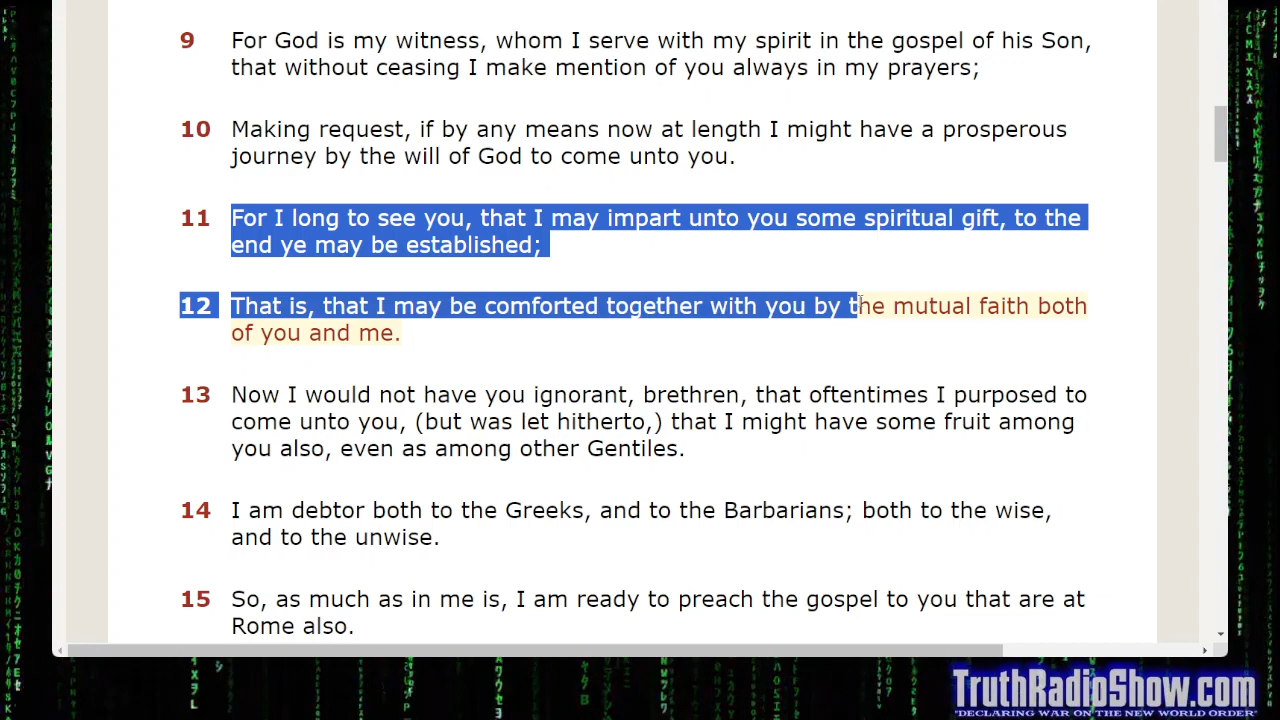 9 For God is my witness, whom I serve with my spirit in the gospel of his Son,
that without ceasing I make mention of you always in my prayers;
10 Making request, if by any means now at length I might have a prosperous
journey by the will of God to come unto you.
11 For I long to see you, that I may impart unto you some spiritual gift, to the
end ye may be established;
12 That is, that I may be comforted together with you by the mutual faith both
of you and me.
13 Now I would not have you ignorant, brethren, that oftentimes I purposed to
come unto you, (but was let hitherto,) that I might have some fruit among
you also, even as among other Gentiles.
14 I am debtor both to the Greeks, and to the Barbarians; both to the wise,
and to the unwise.
15 So, as much as in me is, I am ready to preach the gospel to you that are at
Rome also.
TruthRadioShow.com
"DECLARING WAR ON THE NEW WORLD ORDER"